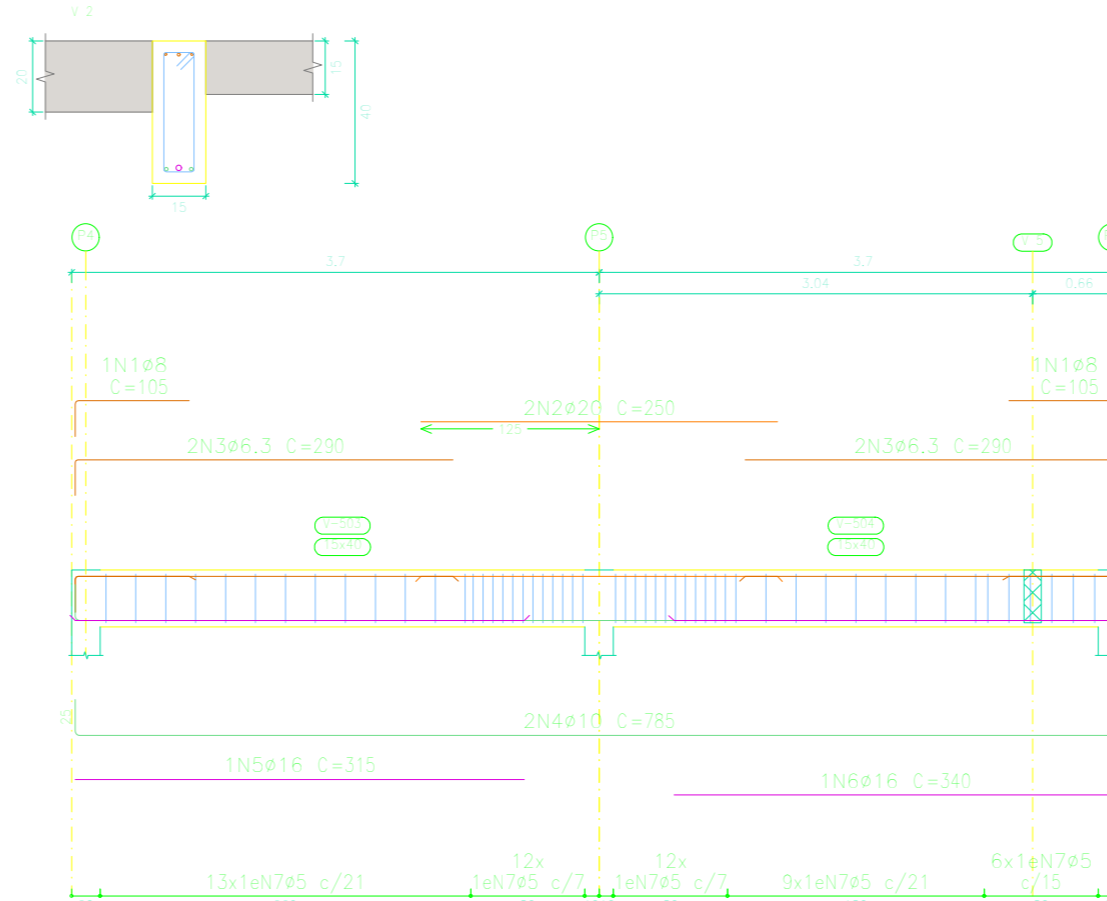 V 2
20
15
40
15
P4
P5
V-5
3.7
3.7
3.04
0.66
1N1ø8
C=105
1N1ø8
C=105
2N2ø20 C=250
125
2N3ø6.3 C=290
2N3ø6.3 C=290
V-503
15x40
V-504
15x40
25
2N4ø10 C=785
1N5ø16 C=315
1N6ø16 C=340
13x1eN7ø5 c/21
12x
1eN7ø5 c/7
12x
1eN7ø5 c/7
9x1eN7ø5 c/21
6x1eN7ø5
c/15